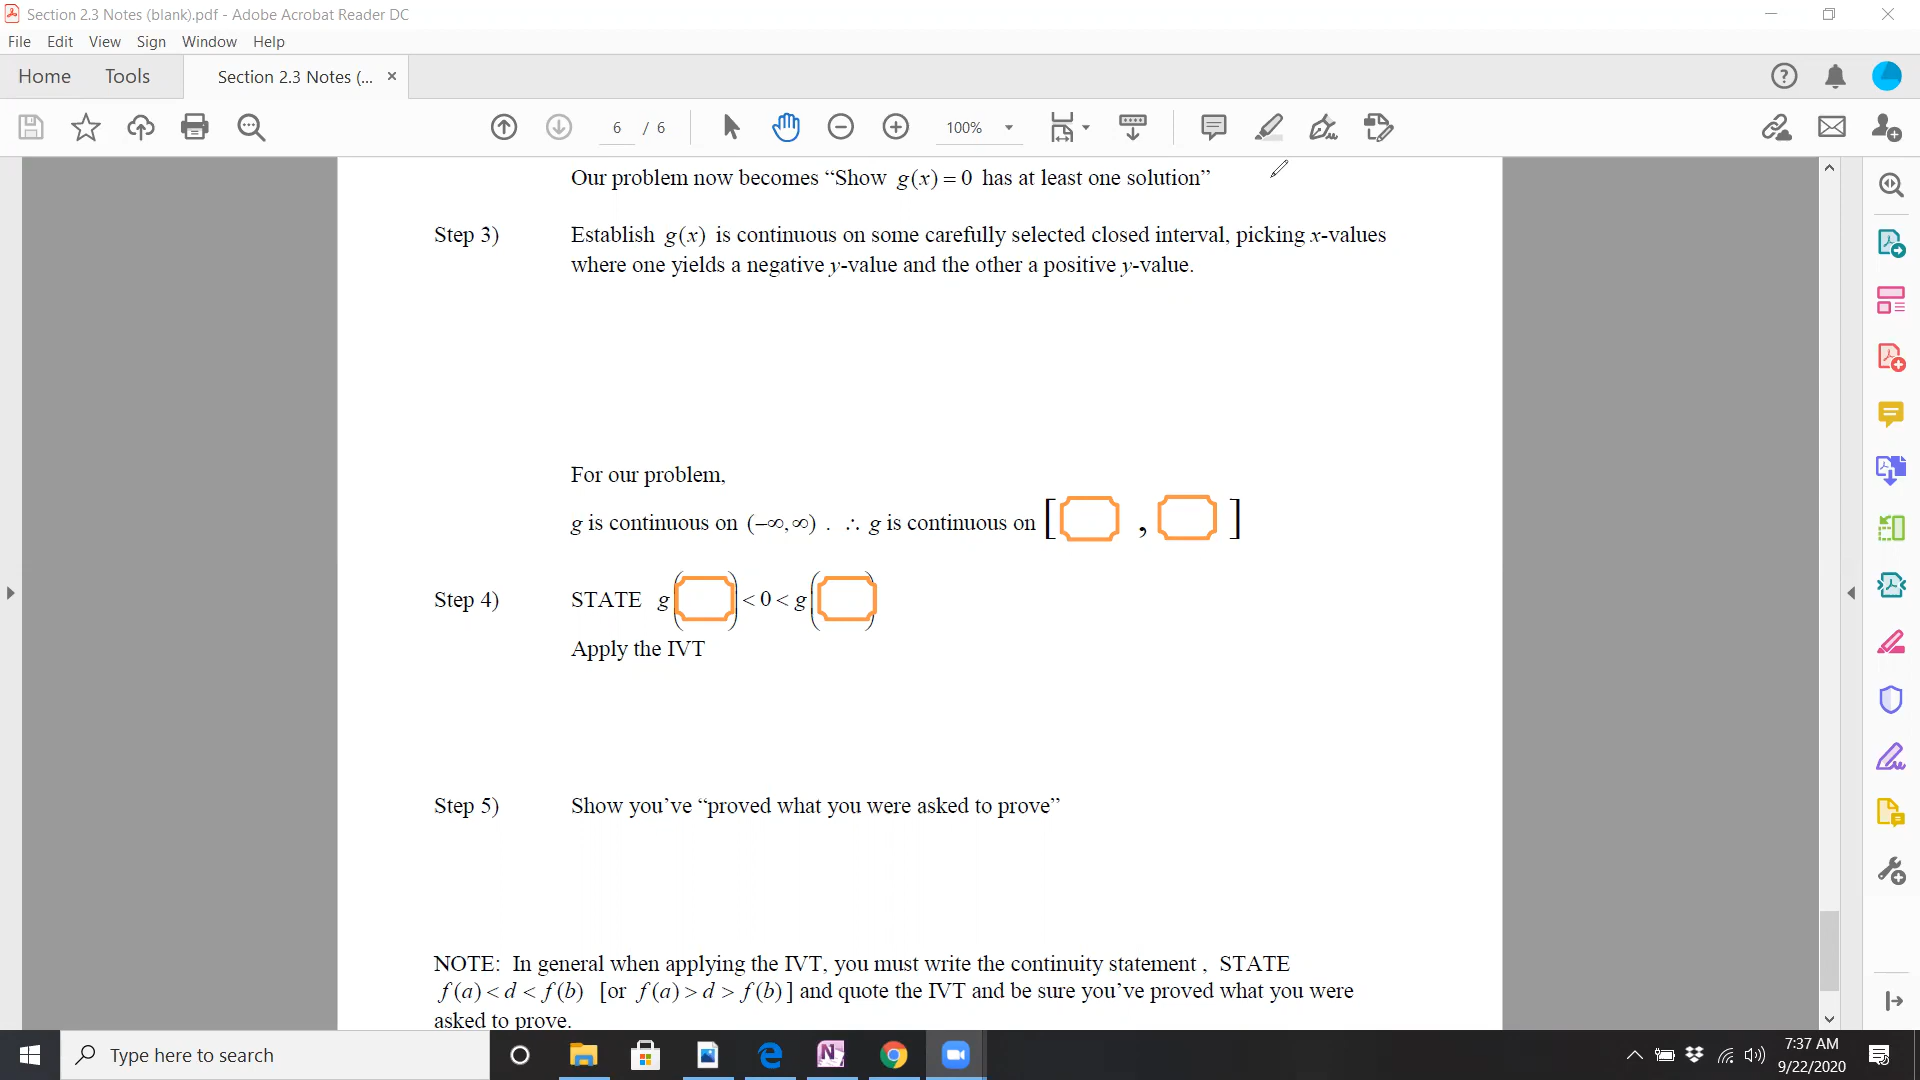 Section 2.3 Notes (blank).pdf - Adobe Acrobat Reader DC
File Edit View Sign Window Help
Home Tools Section 2.3 Notes (... ×
6 / 6 100%
Our problem now becomes “Show g(x) = 0 has at least one solution”
Step 3) Establish g(x) is continuous on some carefully selected closed interval, picking x-values
where one yields a negative y-value and the other a positive y-value.
For our problem,
g is continuous on (−∞, ∞) . ∴ g is continuous on [ , ]
Step 4) STATE g( ) < 0 < g( )
Apply the IVT
Step 5) Show you’ve “proved what you were asked to prove”
NOTE: In general when applying the IVT, you must write the continuity statement , STATE
f(a) < d < f(b) [or f(a) > d > f(b)] and quote the IVT and be sure you’ve proved what you were
asked to prove.
Type here to search
7:37 AM
9/22/2020